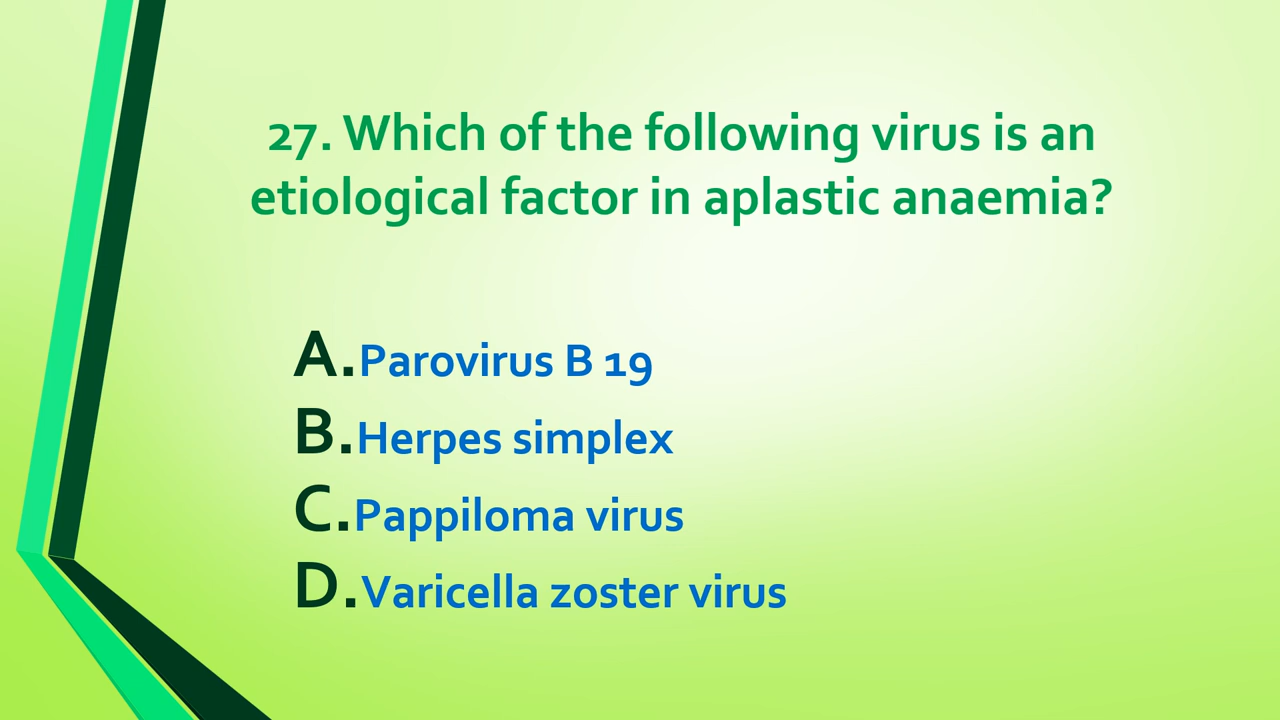 27. Which of the following virus is an
etiological factor in aplastic anaemia?
A.Parovirus B 19
B.Herpes simplex
C.Pappiloma virus
D.Varicella zoster virus